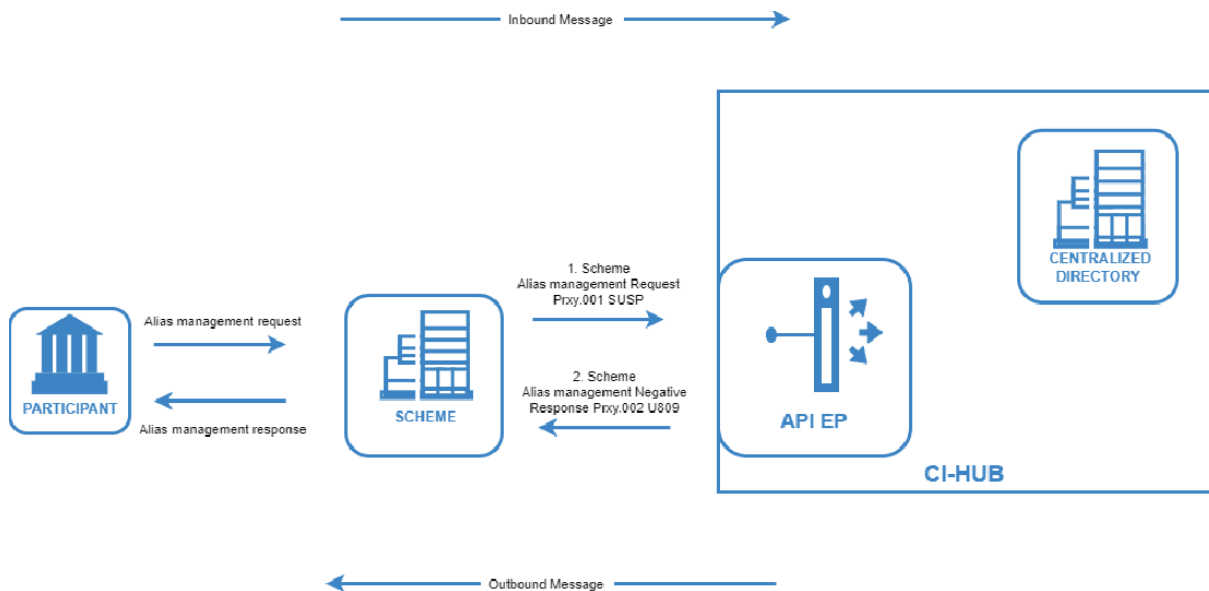 Inbound Message
CENTRALIZED
DIRECTORY
1. Scheme
Alias management Request
Prxy.001 SUSP
Alias management request
2. Scheme
Alias management Negative
Response Prxy.002 U809
PARTICIPANT
SCHEME
API EP
Alias management response
CI-HUB
Outbound Message